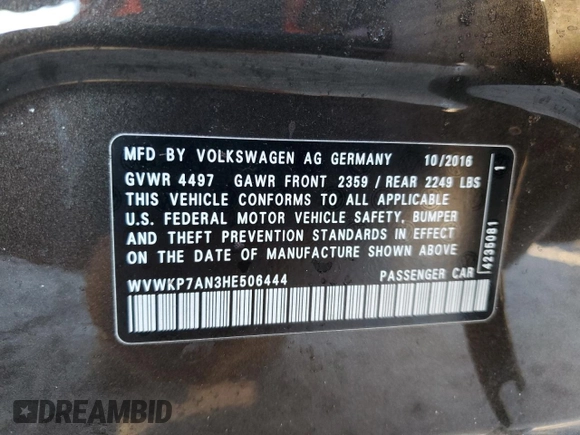 MFD BY VOLKSWAGEN AG GERMANY 10/2016
GVWR 4497 GAWR FRONT 2359 / REAR 2249 LBS
THIS VEHICLE CONFORMS TO ALL APPLICABLE
U.S. FEDERAL MOTOR VEHICLE SAFETY, BUMPER
AND THEFT PREVENTION STANDARDS IN EFFECT
ON THE DATE OF MANUFACTURE SHOWN ABOVE
WVWKP7AN3HE506444 PASSENGER CAR
4235081 1
DREAMBID